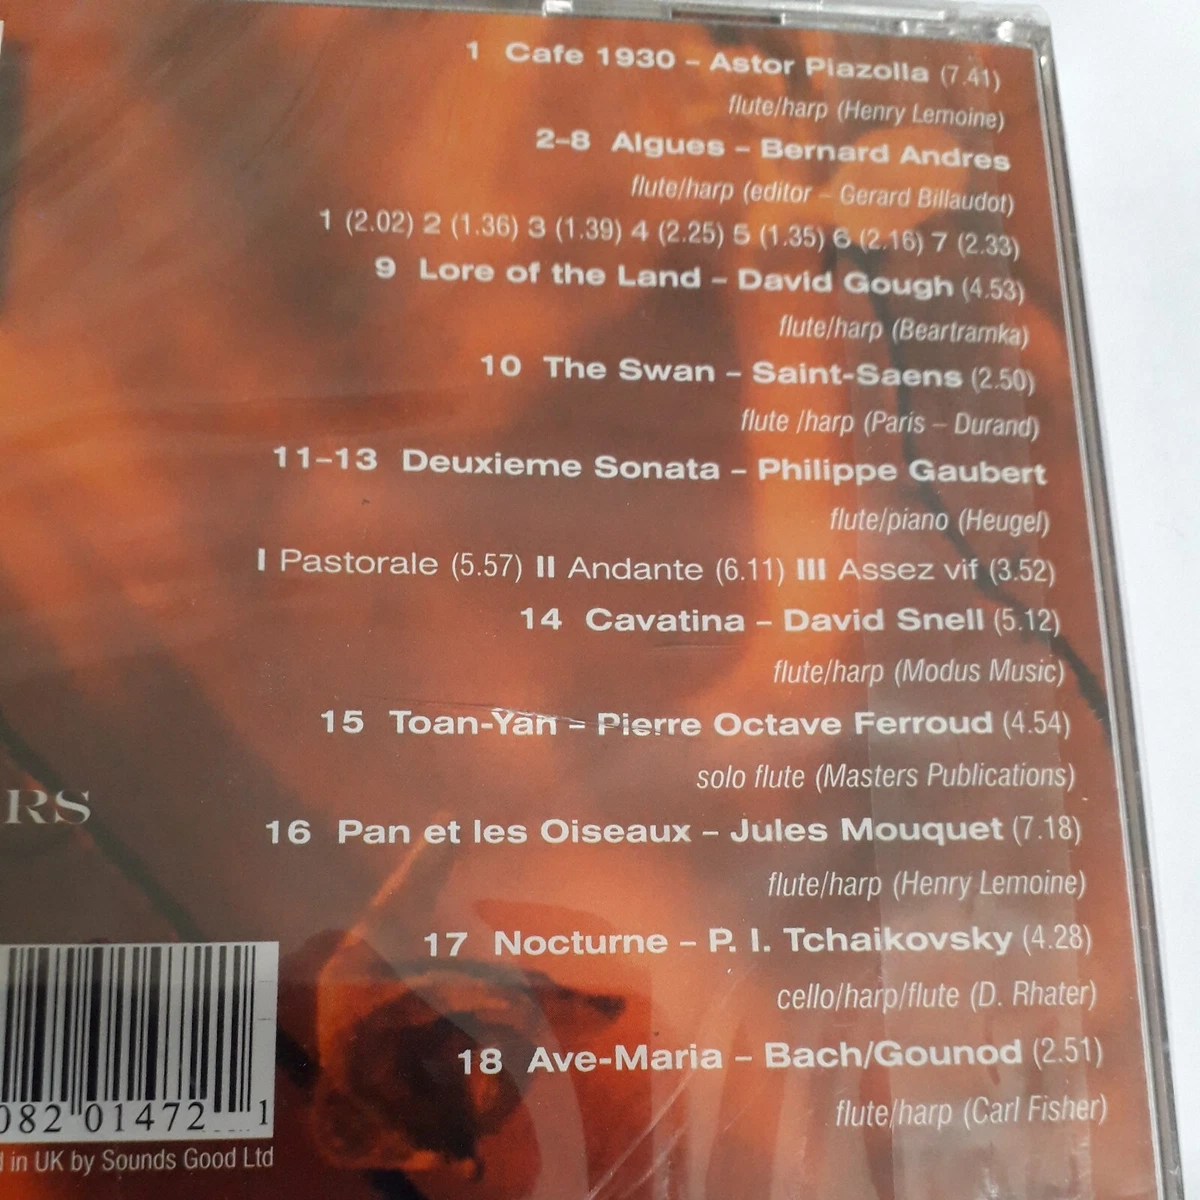 1 Cafe 1930 – Astor Piazolla (7.41)
flute/harp (Henry Lemoine)
2–8 Algues – Bernard Andres
flute/harp (editor – Gerard Billaudot)
1 (2.02) 2 (1.36) 3 (1.39) 4 (2.25) 5 (1.35) 6 (2.16) 7 (2.33)
9 Lore of the Land – David Gough (4.53)
flute/harp (Beartramka)
10 The Swan – Saint-Saens (2.50)
flute /harp (Paris – Durand)
11–13 Deuxieme Sonata – Philippe Gaubert
flute/piano (Heugel)
I Pastorale (5.57) II Andante (6.11) III Assez vif (3.52)
14 Cavatina – David Snell (5.12)
flute/harp (Modus Music)
15 Toan-Yan – Pierre Octave Ferroud (4.54)
solo flute (Masters Publications)
RS
16 Pan et les Oiseaux – Jules Mouquet (7.18)
flute/harp (Henry Lemoine)
17 Nocturne – P. I. Tchaikovsky (4.28)
cello/harp/flute (D. Rhater)
18 Ave-Maria – Bach/Gounod (2.51)
flute/harp (Carl Fisher)
082 01472 1
in UK by Sounds Good Ltd